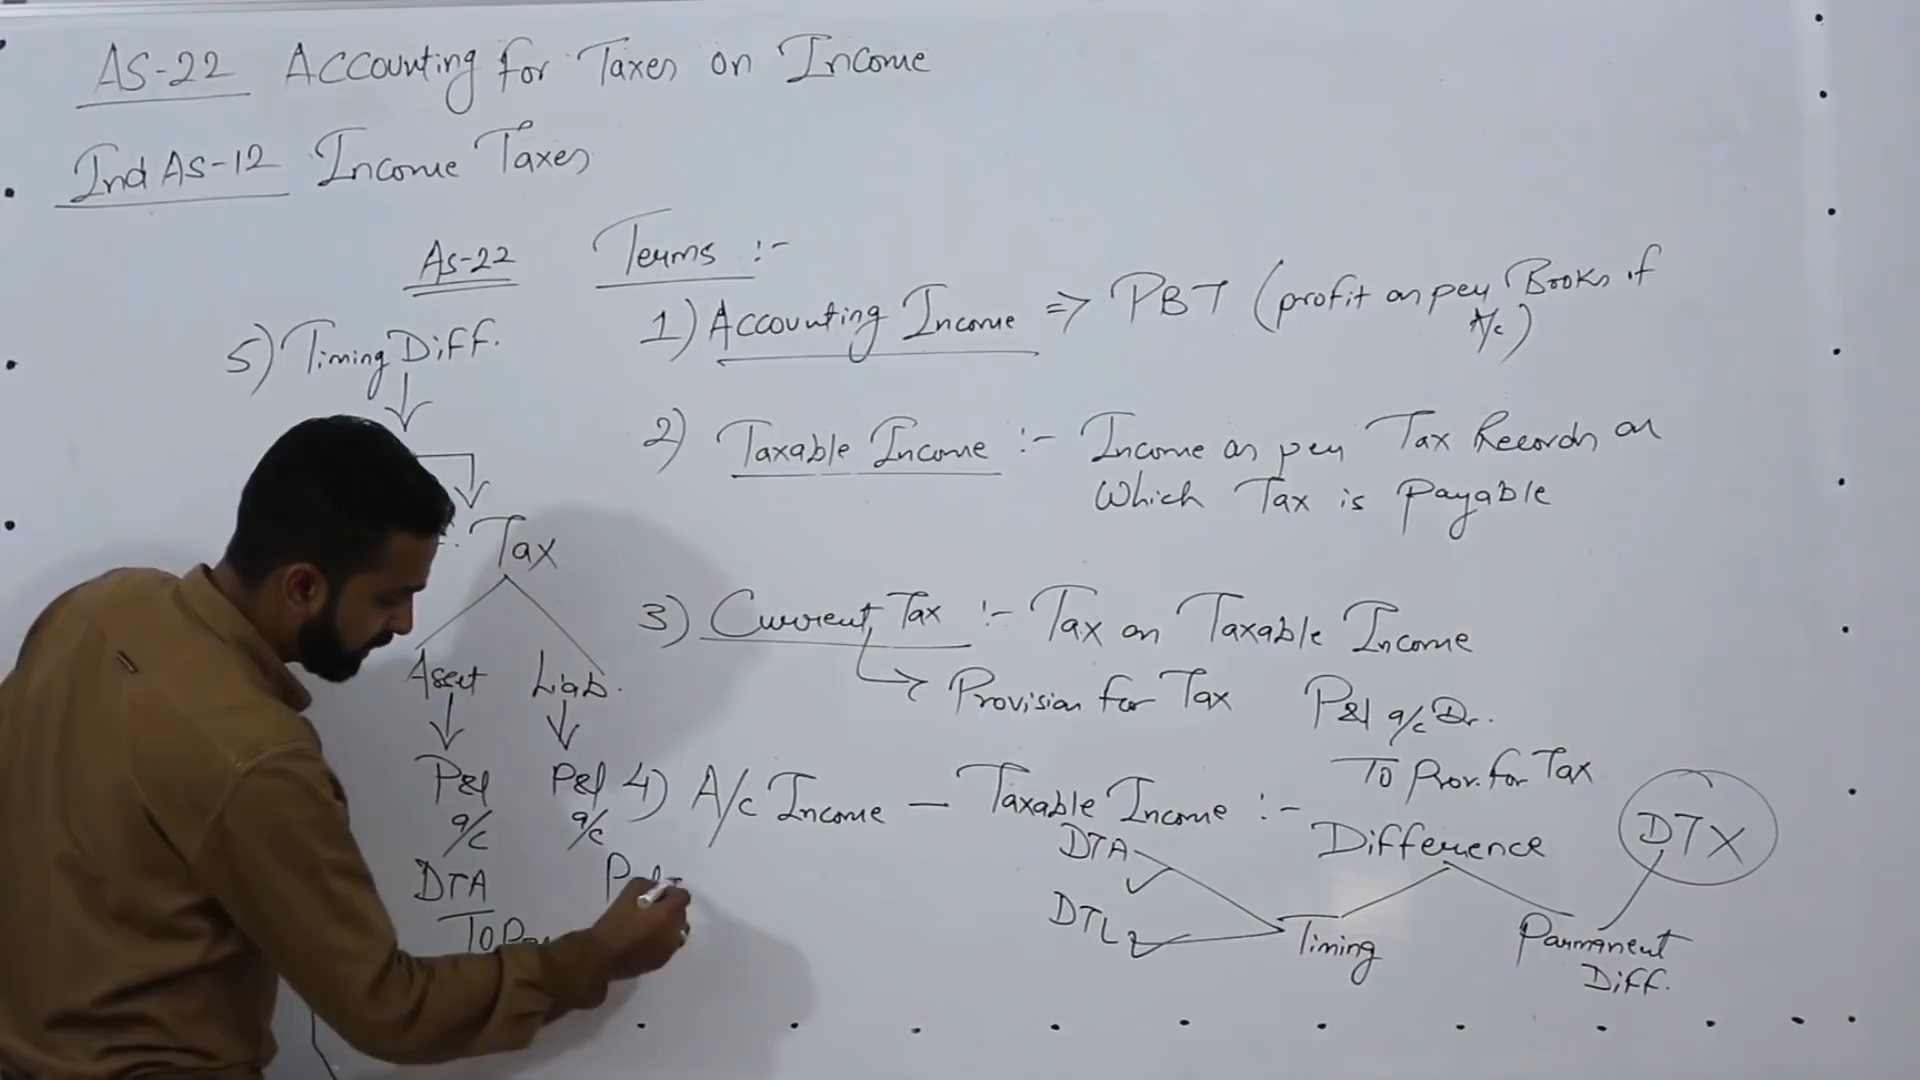 AS-22 Accounting for Taxes on Income
Ind AS-12 Income Taxes
As-22
5) Timing Diff.
Tax
Asset Liab.
P&l P&l
a/c a/c
DTA
To
Terms :-
1) Accounting Income => PBT (profit as per Books of
A/c)
2) Taxable Income :- Income as per Tax Records on
Which Tax is Payable
3) Current Tax :- Tax on Taxable Income
Provision for Tax P&l a/c Dr.
To Prov. for Tax
4) A/c Income - Taxable Income :-
Difference DTX
DTA
DTL
Timing Parmanent
Diff.